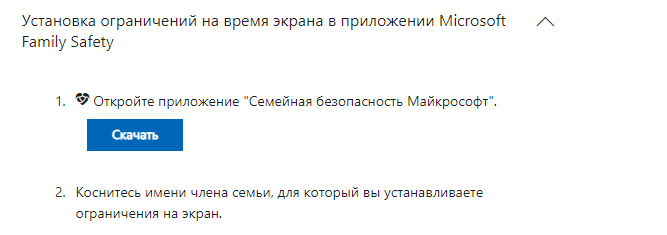 Установка ограничений на время экрана в приложении Microsoft
Family Safety
1. Откройте приложение "Семейная безопасность Майкрософт".
Скачать
2. Коснитесь имени члена семьи, для который вы устанавливаете
ограничения на экран.